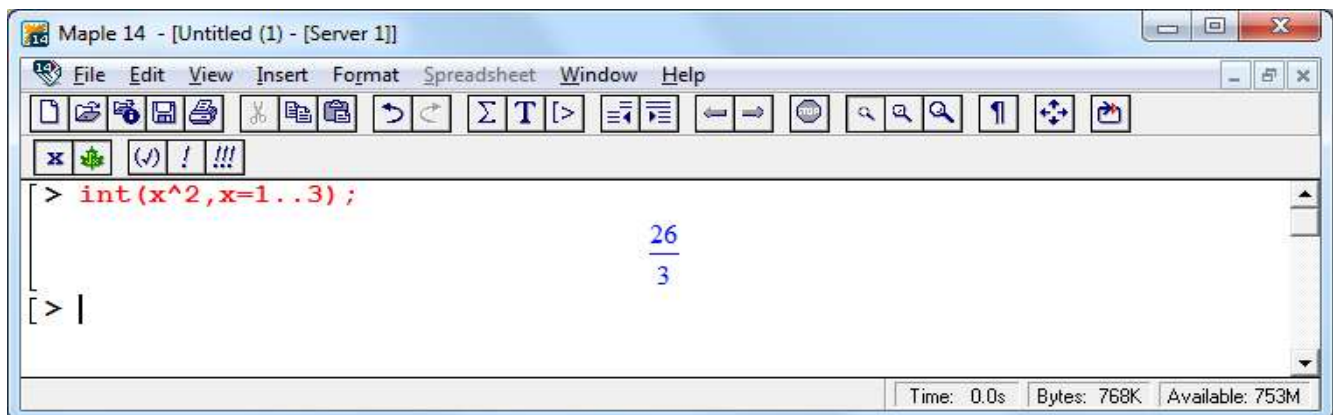 Maple 14 - [Untitled (1) - [Server 1]]
File Edit View Insert Format Spreadsheet Window Help
Σ T [> STOP ¶
x (√) ! !!!
[ > int(x^2,x=1..3);
26
3
[ >
Time: 0.0s Bytes: 768K Available: 753M